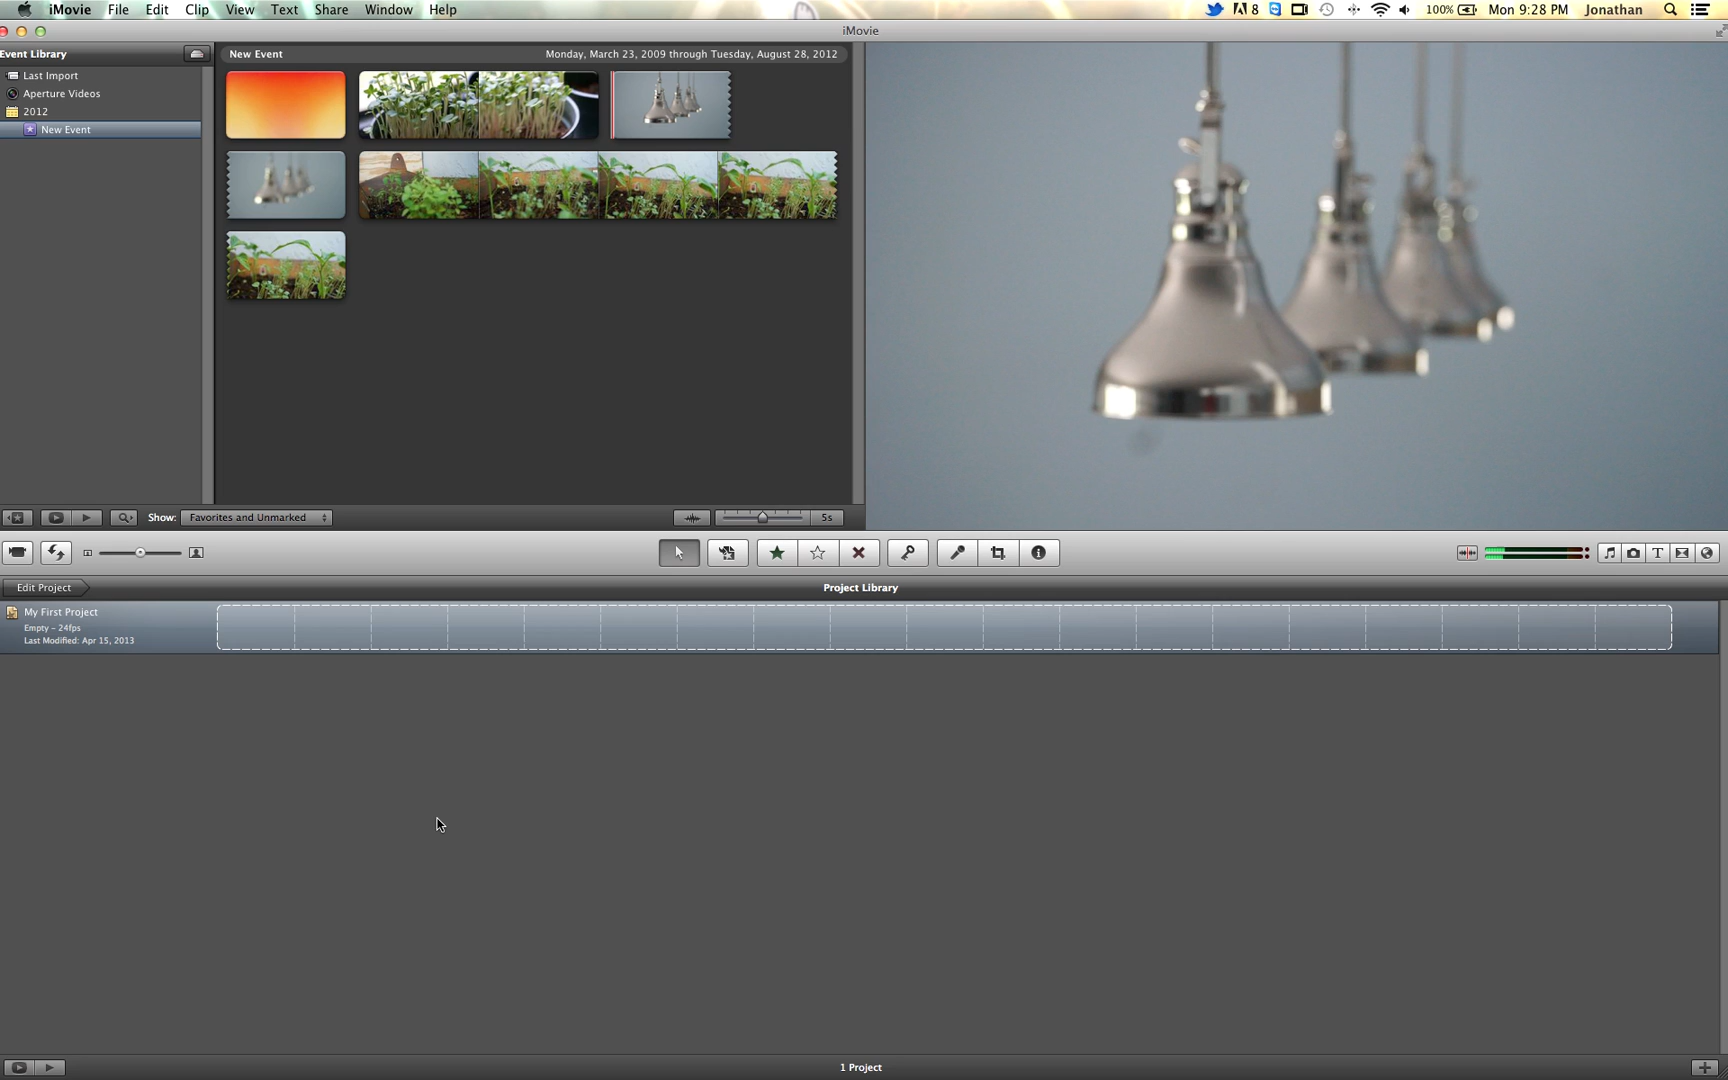 iMovie File Edit Clip View Text Share Window Help 8 100% Mon 9:28 PM Jonathan
iMovie
Event Library
New Event Monday, March 23, 2009 through Tuesday, August 28, 2012
Last Import
Aperture Videos
2012
New Event
Show: Favorites and Unmarked 5s
Edit Project Project Library
My First Project
Empty – 24fps
Last Modified: Apr 15, 2013
1 Project